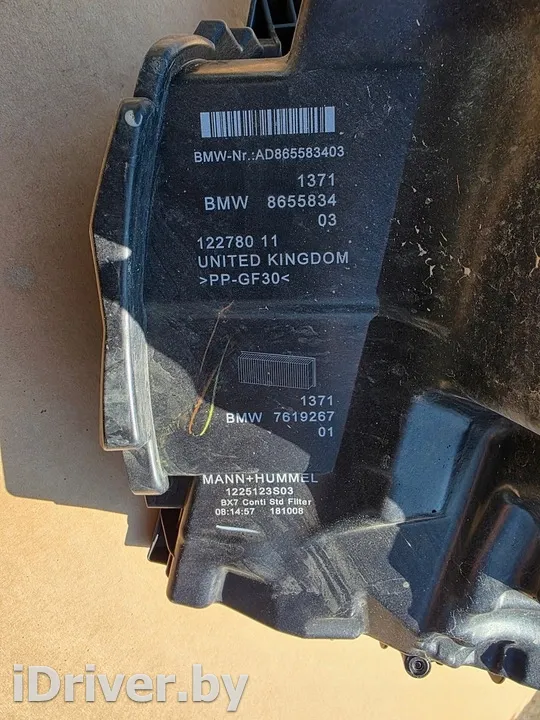 BMW-Nr.:AD865583403
1371
BMW 8655834
03
122780 11
UNITED KINGDOM
>PP-GF30<
1371
BMW 7619267
01
MANN+HUMMEL
1225123S03
BX7 Conti Std Filter
08:14:57 181008
iDriver.by